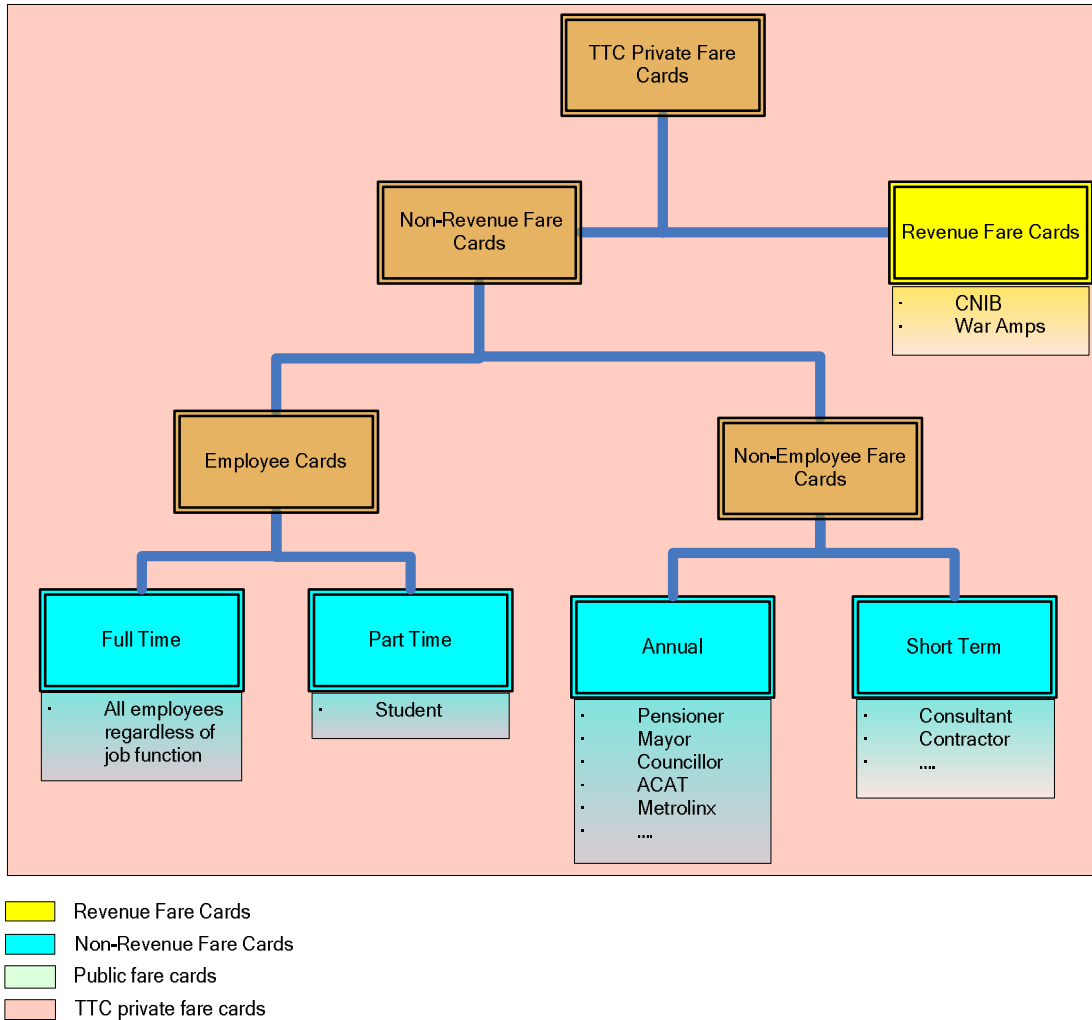 TTC Private Fare
Cards
Non-Revenue Fare
Cards
Revenue Fare Cards
· CNIB
· War Amps
Employee Cards
Non-Employee Fare
Cards
Full Time
· All employees
regardless of
job function
Part Time
· Student
Annual
· Pensioner
· Mayor
· Councillor
· ACAT
· Metrolinx
· ....
Short Term
· Consultant
· Contractor
· ....
Revenue Fare Cards
Non-Revenue Fare Cards
Public fare cards
TTC private fare cards